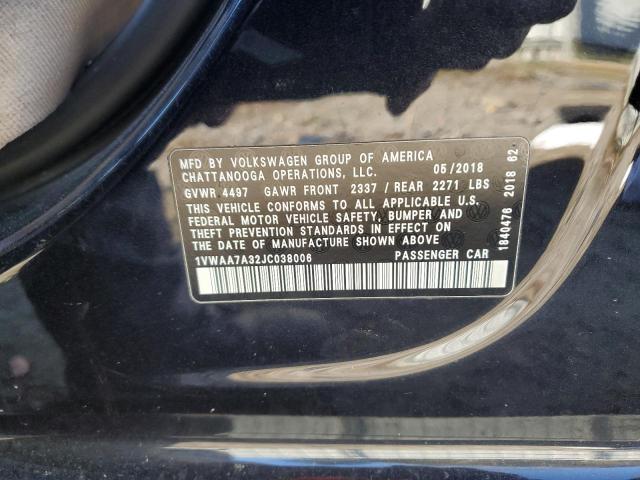 MFD BY VOLKSWAGEN GROUP OF AMERICA
CHATTANOOGA OPERATIONS, LLC. 05/2018
GVWR 4497 GAWR FRONT 2337 / REAR 2271 LBS
THIS VEHICLE CONFORMS TO ALL APPLICABLE U.S.
FEDERAL MOTOR VEHICLE SAFETY, BUMPER AND
THEFT PREVENTION STANDARDS IN EFFECT ON
THE DATE OF MANUFACTURE SHOWN ABOVE
1VWAA7A32JC038006 PASSENGER CAR
1840476 2018 62